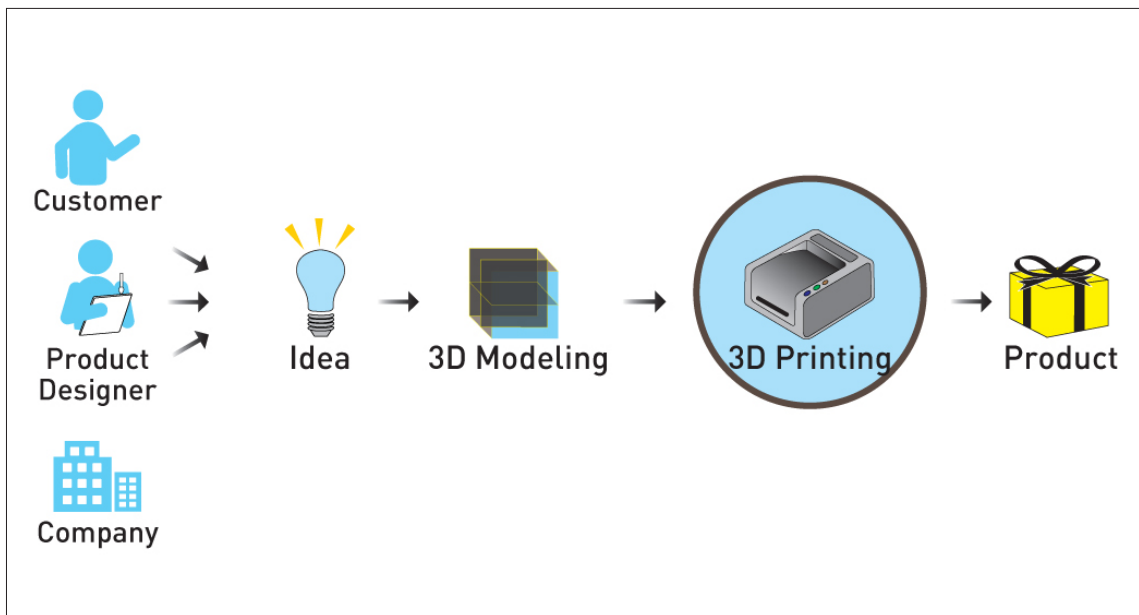 Customer
Product
Designer
Company
Idea
3D Modeling
3D Printing
Product